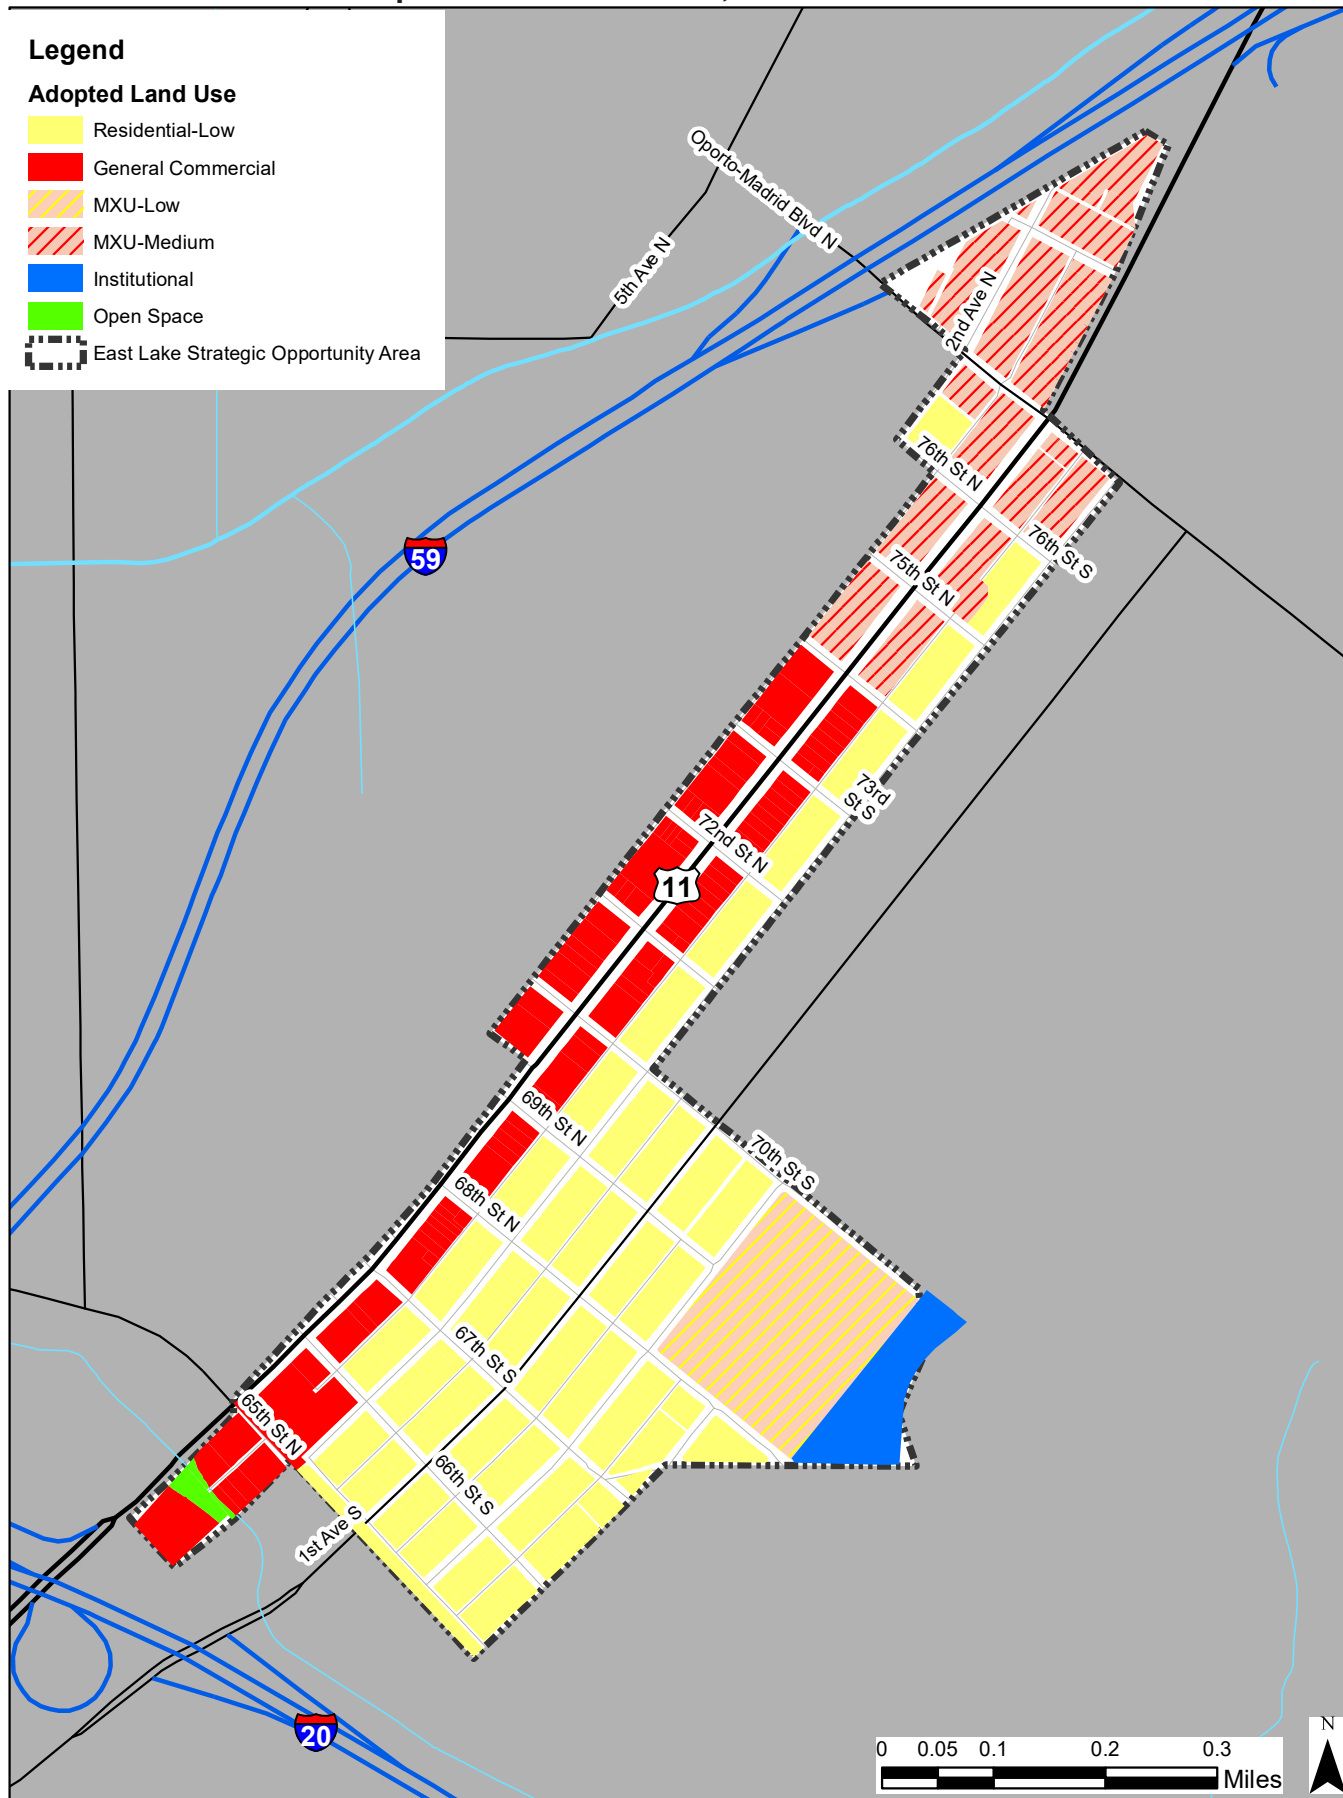 Legend
Adopted Land Use
Residential-Low
General Commercial
MXU-Low
MXU-Medium
Institutional
Open Space
East Lake Strategic Opportunity Area
Oporto-Madrid Blvd N
5th Ave N
2nd Ave N
76th St N
76th St S
59
75th St N
73rd
St S
72nd St N
11
69th St N
70th St S
68th St N
67th St S
65th St N
66th St S
1st Ave S
20
0 0.05 0.1 0.2 0.3
Miles
N